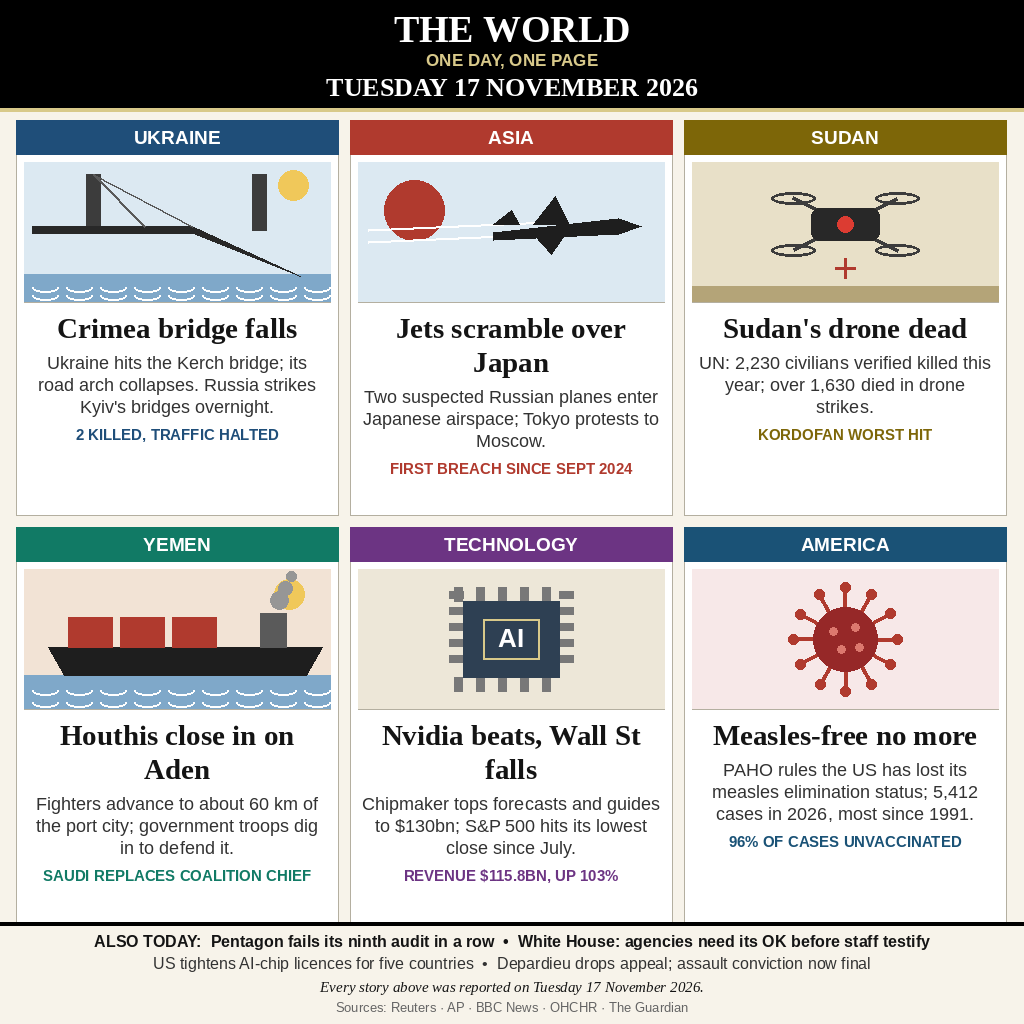 THE WORLD
ONE DAY, ONE PAGE
TUESDAY 17 NOVEMBER 2026
UKRAINE
Crimea bridge falls
Ukraine hits the Kerch bridge; its
road arch collapses. Russia strikes
Kyiv's bridges overnight.
2 KILLED, TRAFFIC HALTED
ASIA
Jets scramble over
Japan
Two suspected Russian planes enter
Japanese airspace; Tokyo protests to
Moscow.
FIRST BREACH SINCE SEPT 2024
SUDAN
Sudan's drone dead
UN: 2,230 civilians verified killed this
year; over 1,630 died in drone
strikes.
KORDOFAN WORST HIT
YEMEN
Houthis close in on
Aden
Fighters advance to about 60 km of
the port city; government troops dig
in to defend it.
SAUDI REPLACES COALITION CHIEF
TECHNOLOGY
AI
Nvidia beats, Wall St
falls
Chipmaker tops forecasts and guides
to $130bn; S&P 500 hits its lowest
close since July.
REVENUE $115.8BN, UP 103%
AMERICA
Measles-free no more
PAHO rules the US has lost its
measles elimination status; 5,412
cases in 2026, most since 1991.
96% OF CASES UNVACCINATED
ALSO TODAY: Pentagon fails its ninth audit in a row • White House: agencies need its OK before staff testify
US tightens AI-chip licences for five countries • Depardieu drops appeal; assault conviction now final
Every story above was reported on Tuesday 17 November 2026.
Sources: Reuters · AP · BBC News · OHCHR · The Guardian